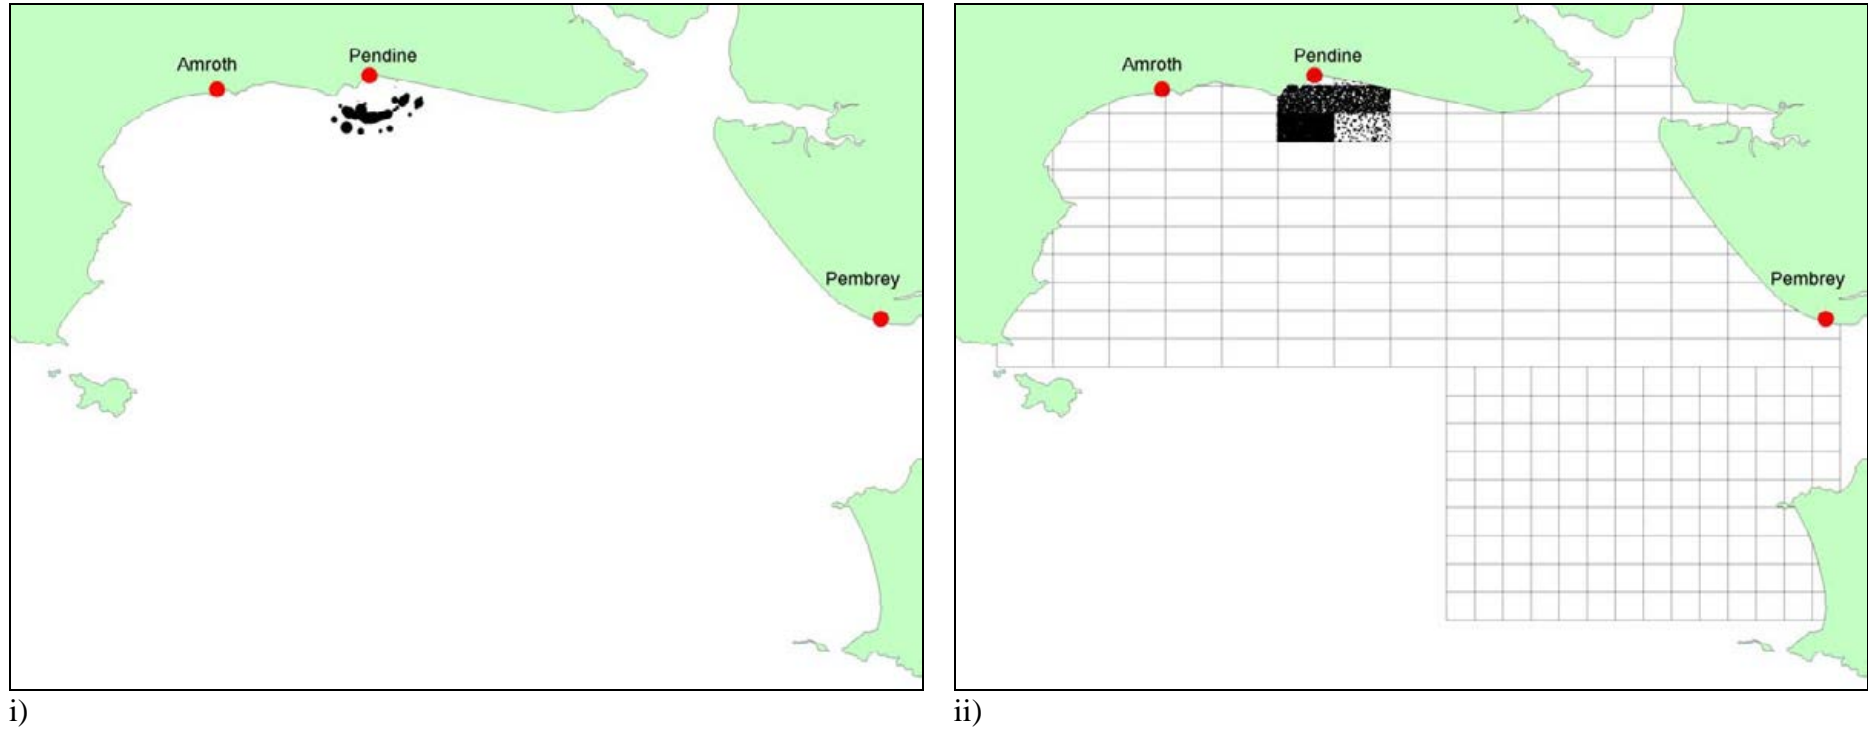 Pendine
Amroth
Pembrey
i)
Pendine
Amroth
Pembrey
ii)